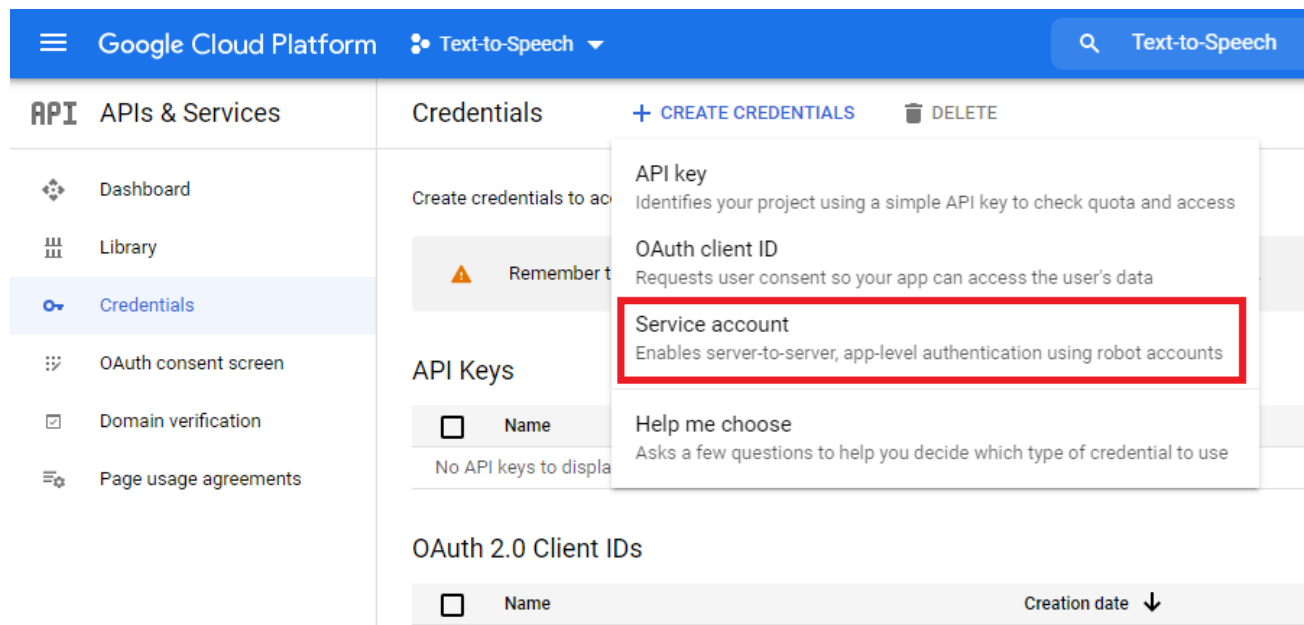 Google Cloud Platform
Text-to-Speech
Text-to-Speech
API APIs & Services
Dashboard
Library
Credentials
OAuth consent screen
Domain verification
Page usage agreements
Credentials
+ CREATE CREDENTIALS
DELETE
Create credentials to
Remember
API key
Identifies your project using a simple API key to check quota and access
OAuth client ID
Requests user consent so your app can access the user's data
Service account
Enables server-to-server, app-level authentication using robot accounts
Help me choose
Asks a few questions to help you decide which type of credential to use
API Keys
Name
No API keys to
OAuth 2.0 Client IDs
Name
Creation date